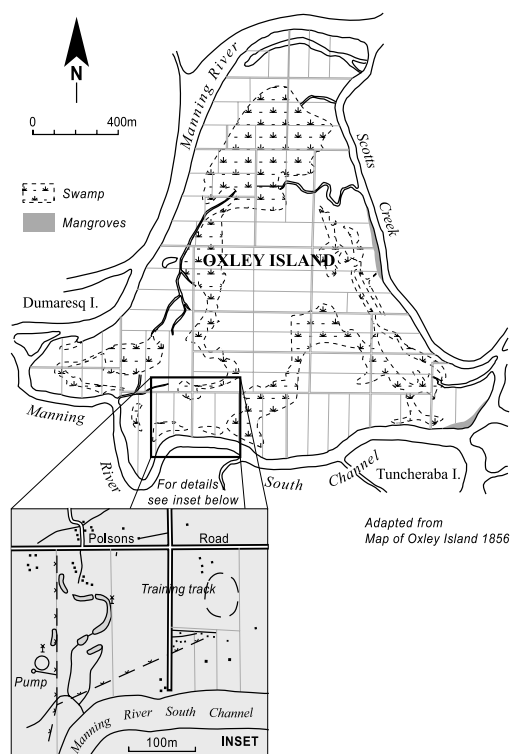 N
0 400m
Swamp
Mangroves
Manning River
Scotts
Creek
OXLEY ISLAND
Dumaresq I.
Manning
River
South
Channel
Tuncheraba I.
For details
see inset below
Adapted from
Map of Oxley Island 1856
Polsons Road
Training track
Pump
Manning River South Channel
100m
INSET